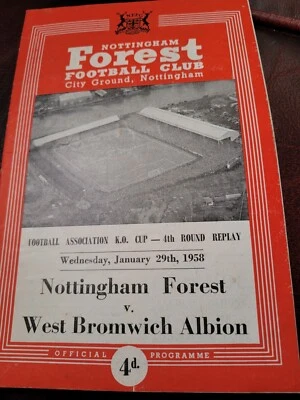 NOTTINGHAM
Forest
FOOTBALL CLUB
City Ground, Nottingham
FOOTBALL ASSOCIATION K.O. CUP — 4th ROUND REPLAY
Wednesday, January 29th, 1958
Nottingham Forest
v.
West Bromwich Albion
OFFICIAL PROGRAMME
4d.